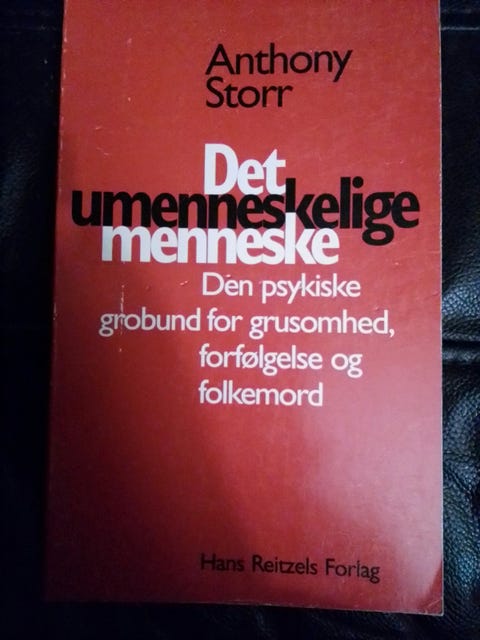 Anthony
Storr
Det
umenneskelige
menneske
Den psykiske
grobund for grusomhed,
forfølgelse og
folkemord
Hans Reitzels Forlag